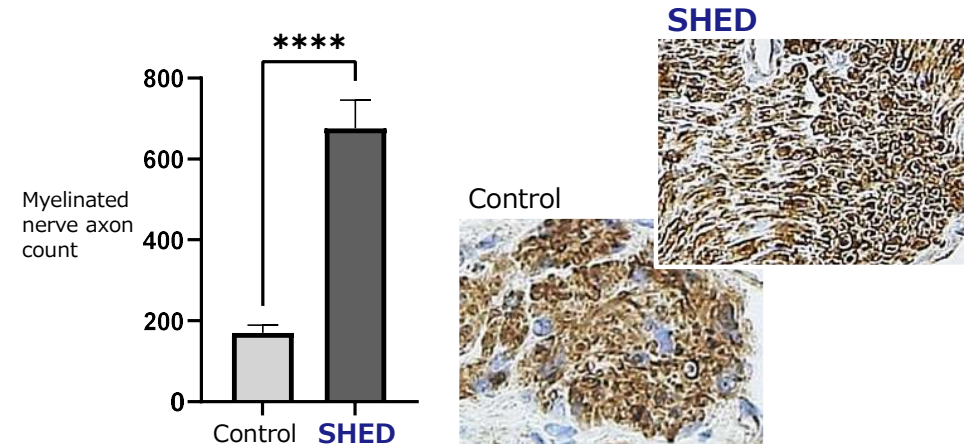 SHED
****
800
600
Myelinated
nerve axon
count
400
200
0
Control
SHED
Control